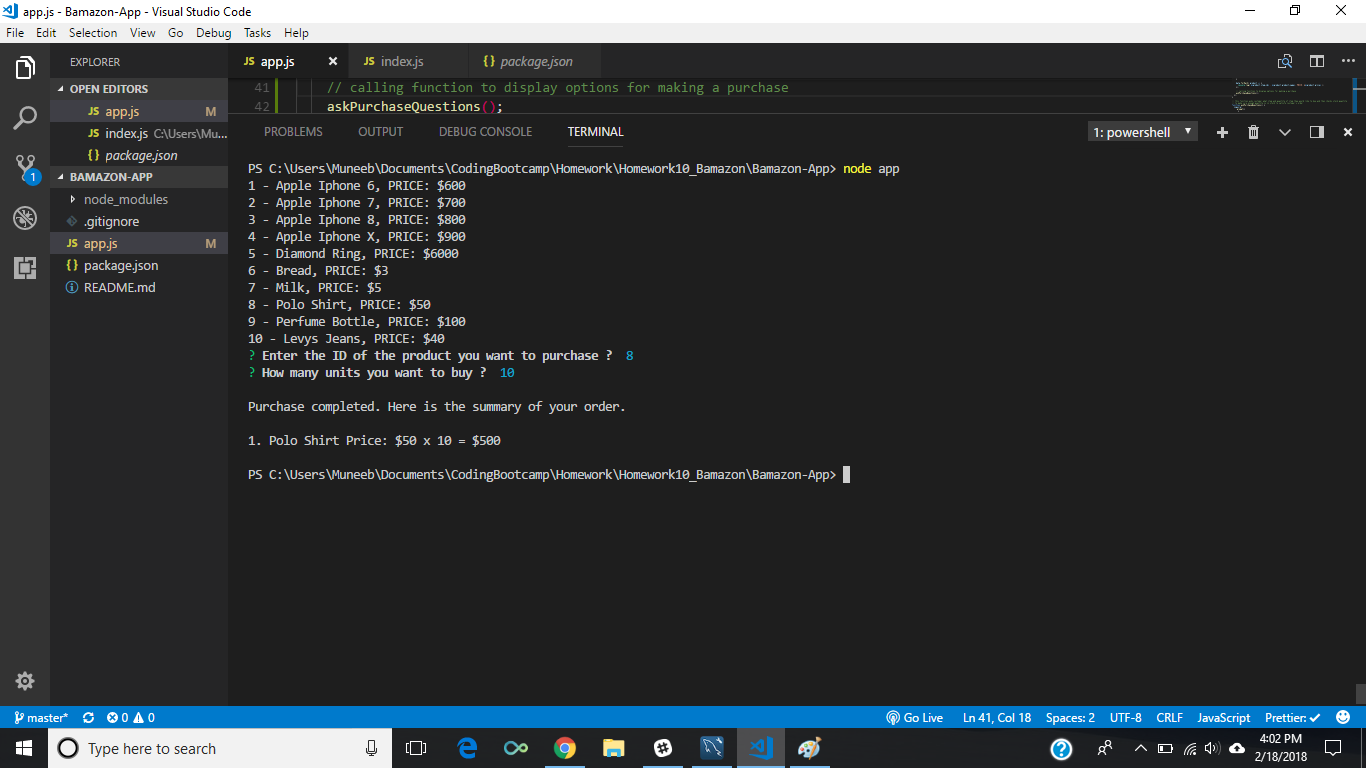 app.js - Bamazon-App - Visual Studio Code
File Edit Selection View Go Debug Tasks Help
EXPLORER
OPEN EDITORS
JS app.js M
JS index.js C:\Users\Mu...
{} package.json
BAMAZON-APP
node_modules
.gitignore
JS app.js M
{} package.json
README.md
1
JS app.js
JS index.js
{} package.json
41 // calling function to display options for making a purchase
42 askPurchaseQuestions();
PROBLEMS OUTPUT DEBUG CONSOLE TERMINAL 1: powershell
PS C:\Users\Muneeb\Documents\CodingBootcamp\Homework\Homework10_Bamazon\Bamazon-App> node app
1 - Apple Iphone 6, PRICE: $600
2 - Apple Iphone 7, PRICE: $700
3 - Apple Iphone 8, PRICE: $800
4 - Apple Iphone X, PRICE: $900
5 - Diamond Ring, PRICE: $6000
6 - Bread, PRICE: $3
7 - Milk, PRICE: $5
8 - Polo Shirt, PRICE: $50
9 - Perfume Bottle, PRICE: $100
10 - Levys Jeans, PRICE: $40
? Enter the ID of the product you want to purchase ? 8
? How many units you want to buy ? 10
Purchase completed. Here is the summary of your order.
1. Polo Shirt Price: $50 x 10 = $500
PS C:\Users\Muneeb\Documents\CodingBootcamp\Homework\Homework10_Bamazon\Bamazon-App>
master* 0 0 Go Live Ln 41, Col 18 Spaces: 2 UTF-8 CRLF JavaScript Prettier: ✓
Type here to search
4:02 PM
2/18/2018